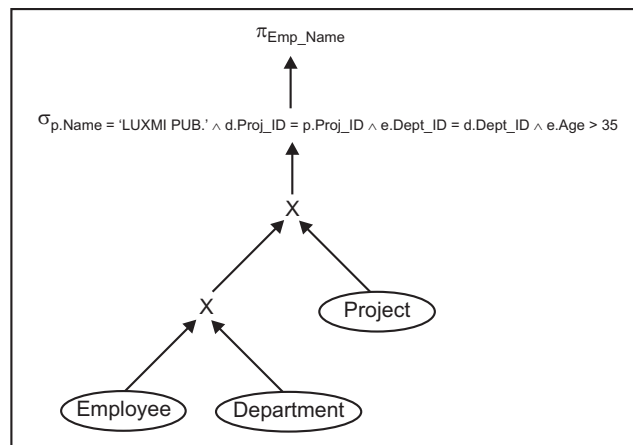 πEmp_Name
σp.Name = ‘LUXMI PUB.’ ∧ d.Proj_ID = p.Proj_ID ∧ e.Dept_ID = d.Dept_ID ∧ e.Age > 35
X
X
Project
Employee
Department